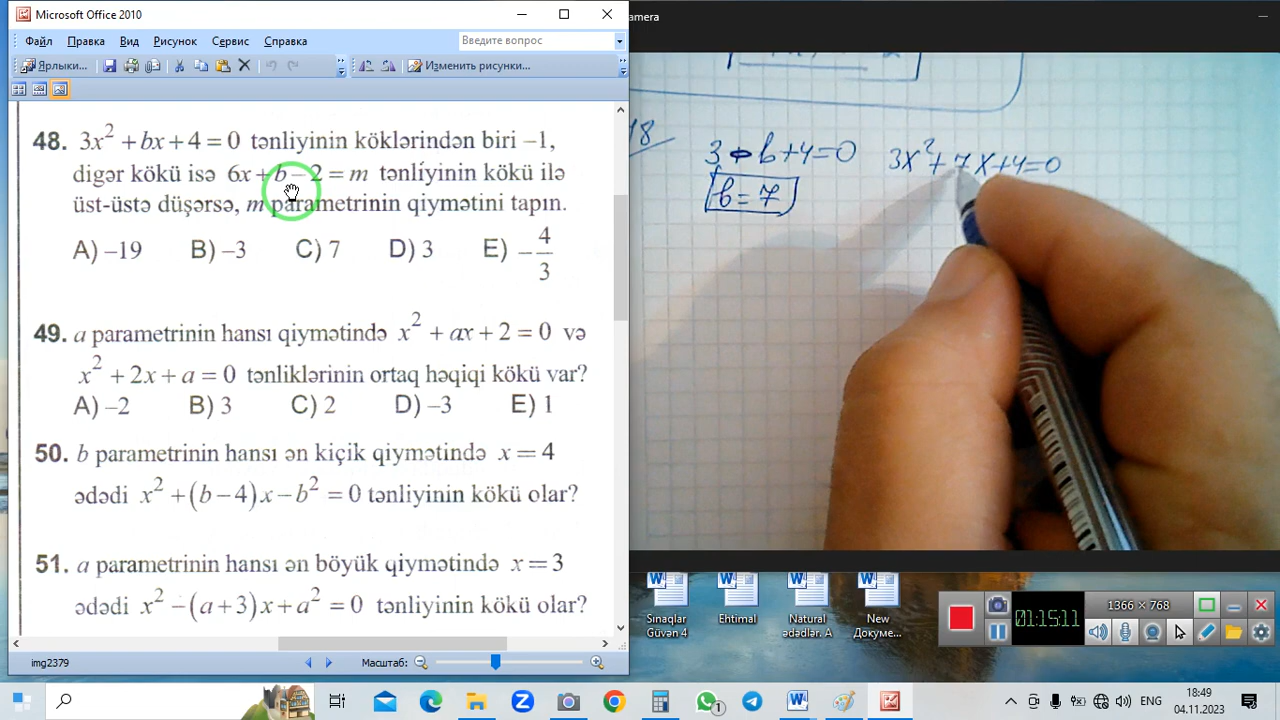 Microsoft Office 2010
Файл Правка Вид Рисунок Сервис Справка
Введите вопрос
Ярлыки...
Изменить рисунки...
48. 3x² + bx + 4 = 0 tənliyinin köklərindən biri –1,
digər kökü isə 6x + b – 2 = m tənliyinin kökü ilə
üst-üstə düşərsə, m parametrinin qiymətini tapın.
A) –19 B) –3 C) 7 D) 3 E) –4/3
49. a parametrinin hansı qiymətində x² + ax + 2 = 0 və
x² + 2x + a = 0 tənliklərinin ortaq həqiqi kökü var?
A) –2 B) 3 C) 2 D) –3 E) 1
50. b parametrinin hansı ən kiçik qiymətində x = 4
ədədi x² + (b – 4)x – b² = 0 tənliyinin kökü olar?
51. a parametrinin hansı ən böyük qiymətində x = 3
ədədi x² – (a + 3)x + a² = 0 tənliyinin kökü olar?
img2379
Масштаб:
amera
3 - b + 4 = 0
b = 7
3x² + 7x + 4 = 0
Sınaqlar
Güvən 4
Ehtimal
Natural
ədədlər. A
New
Докуме...
1366 × 768
01:15:11
1
ENG
18:49
04.11.2023